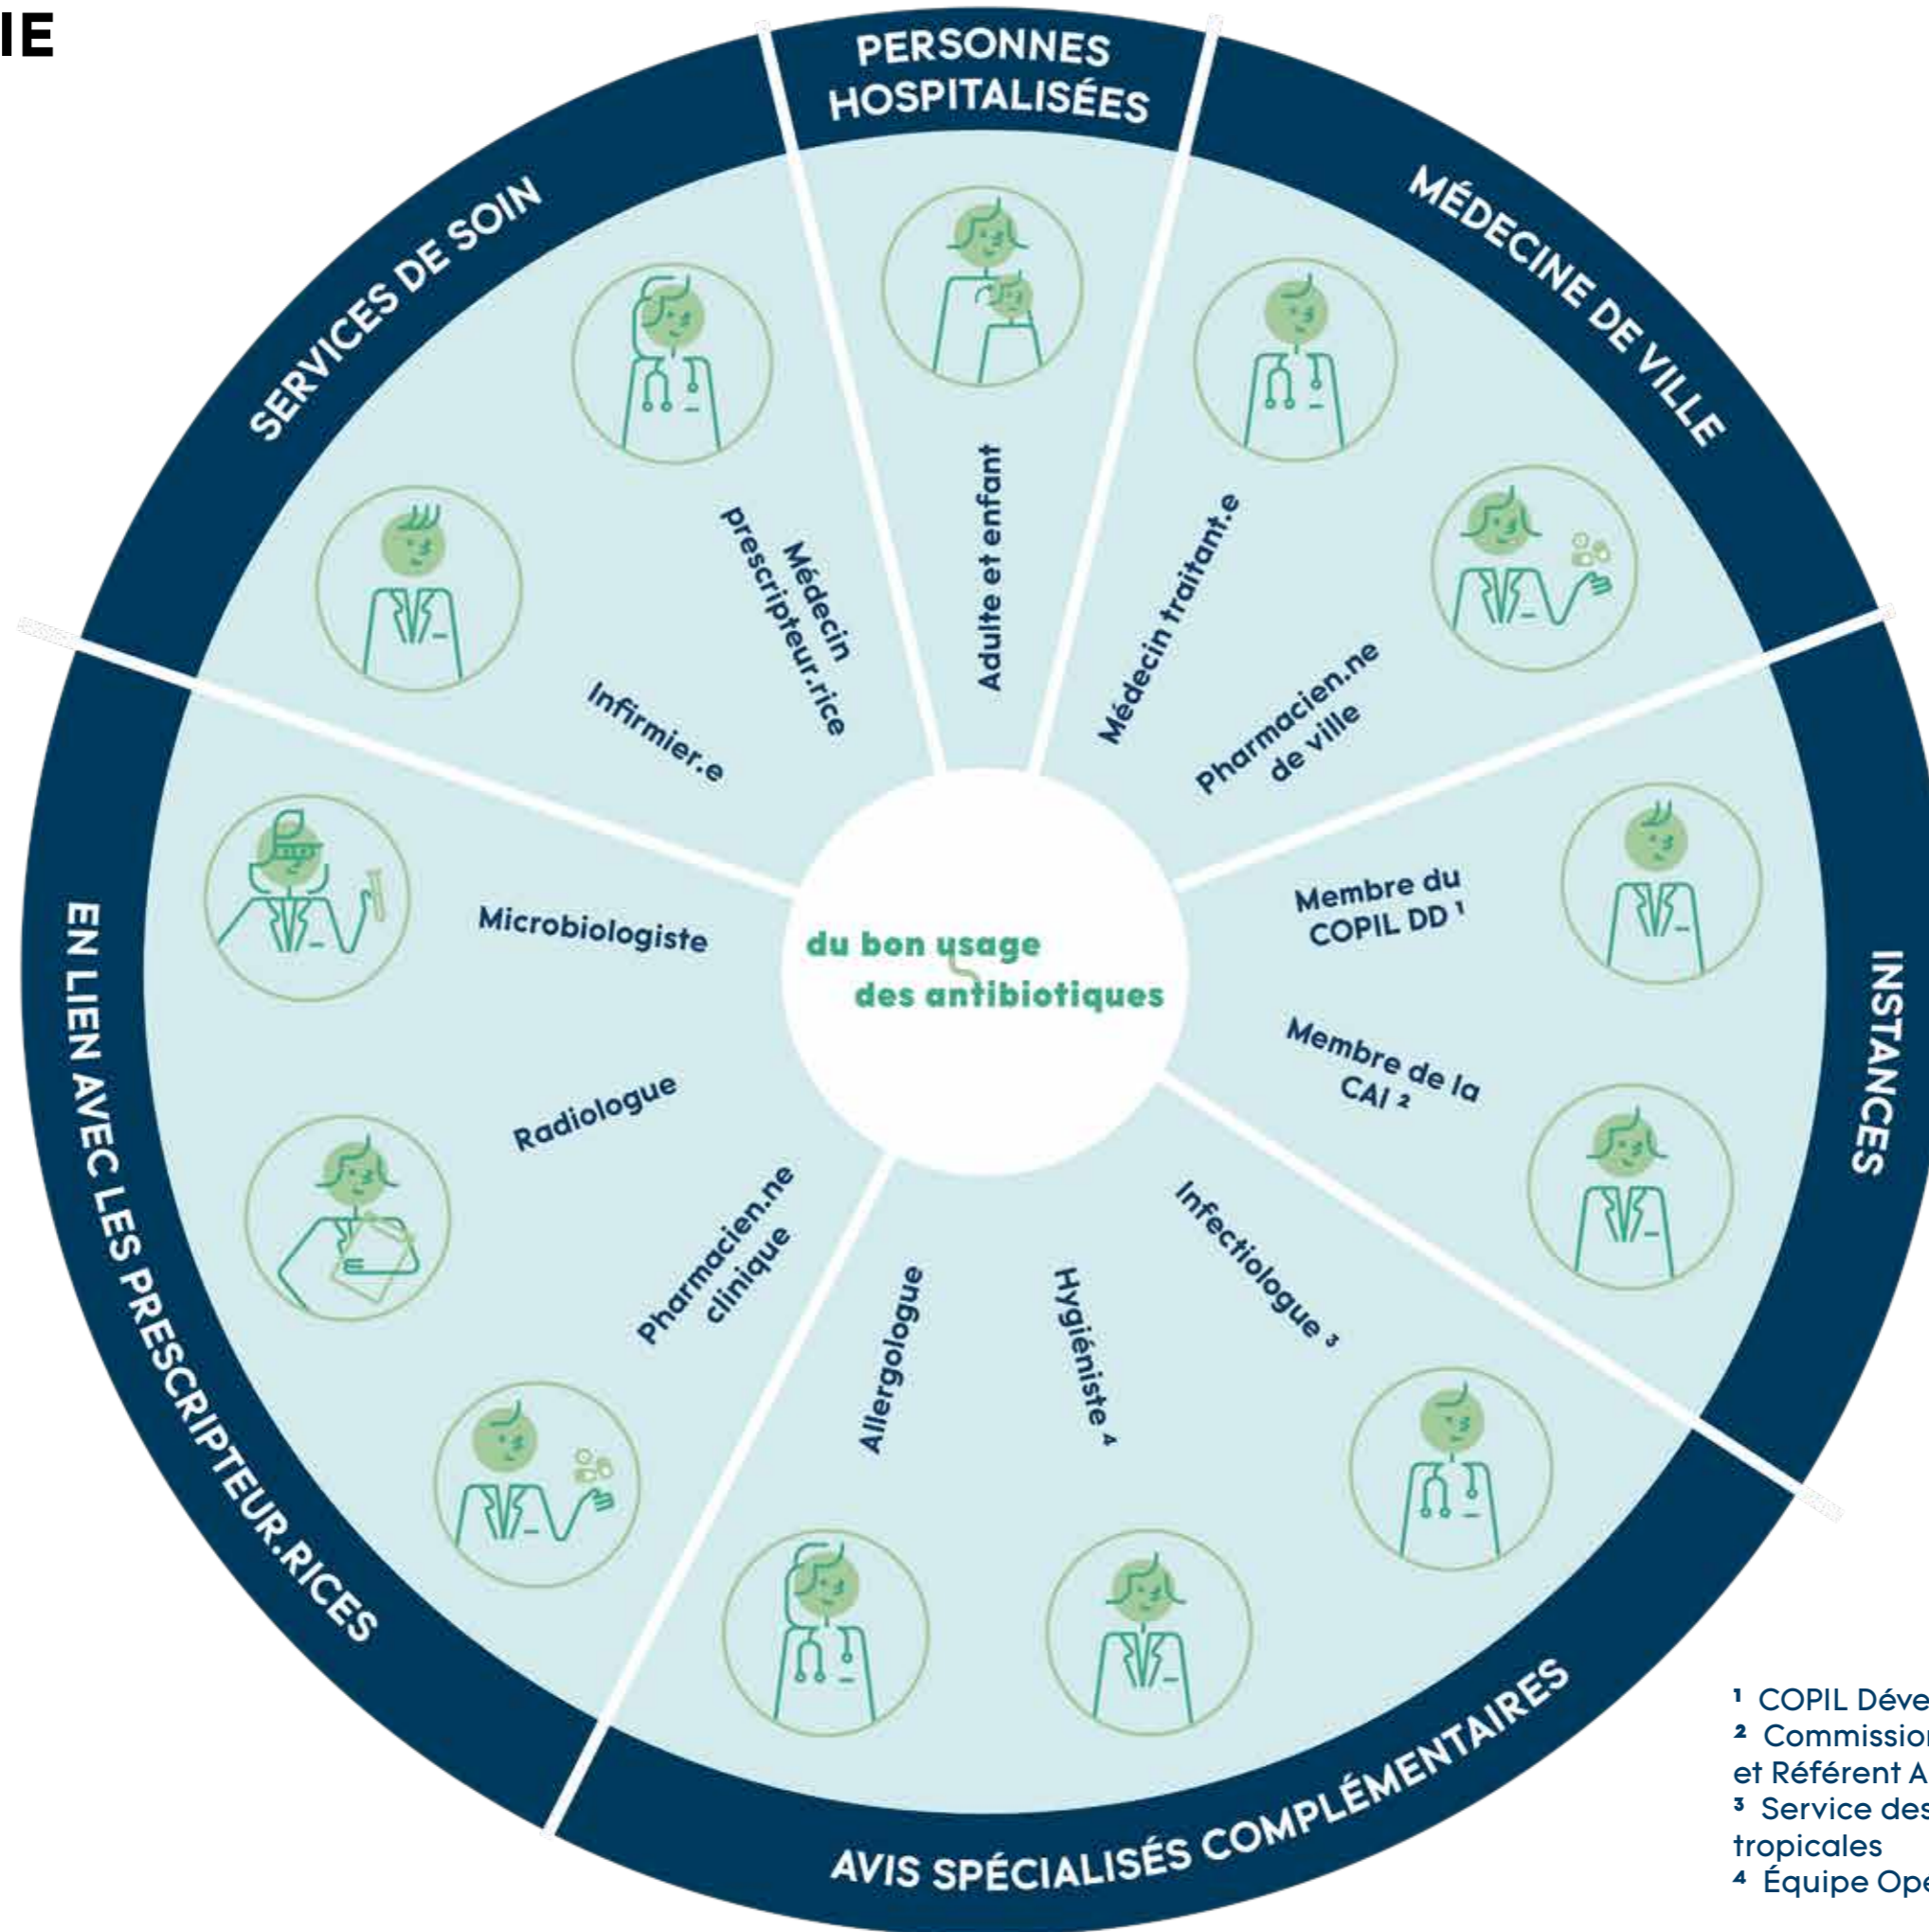 IE
PERSONNES
HOSPITALISÉES
Adulte et enfant
MÉDECINE DE VILLE
Médecin traitant.e
Pharmacien.ne
de ville
INSTANCES
Membre du
COPIL DD ¹
Membre de la
CAI ²
AVIS SPÉCIALISÉS COMPLÉMENTAIRES
Infectiologue ³
Hygiéniste ⁴
Allergologue
EN LIEN AVEC LES PRESCRIPTEUR.RICES
Pharmacien.ne
clinique
Radiologue
Microbiologiste
SERVICES DE SOIN
Infirmier.e
Médecin
prescripteur.rice
du bon usage
des antibiotiques
¹ COPIL Déve
² Commission
et Référent A
³ Service des
tropicales
⁴ Équipe Opé